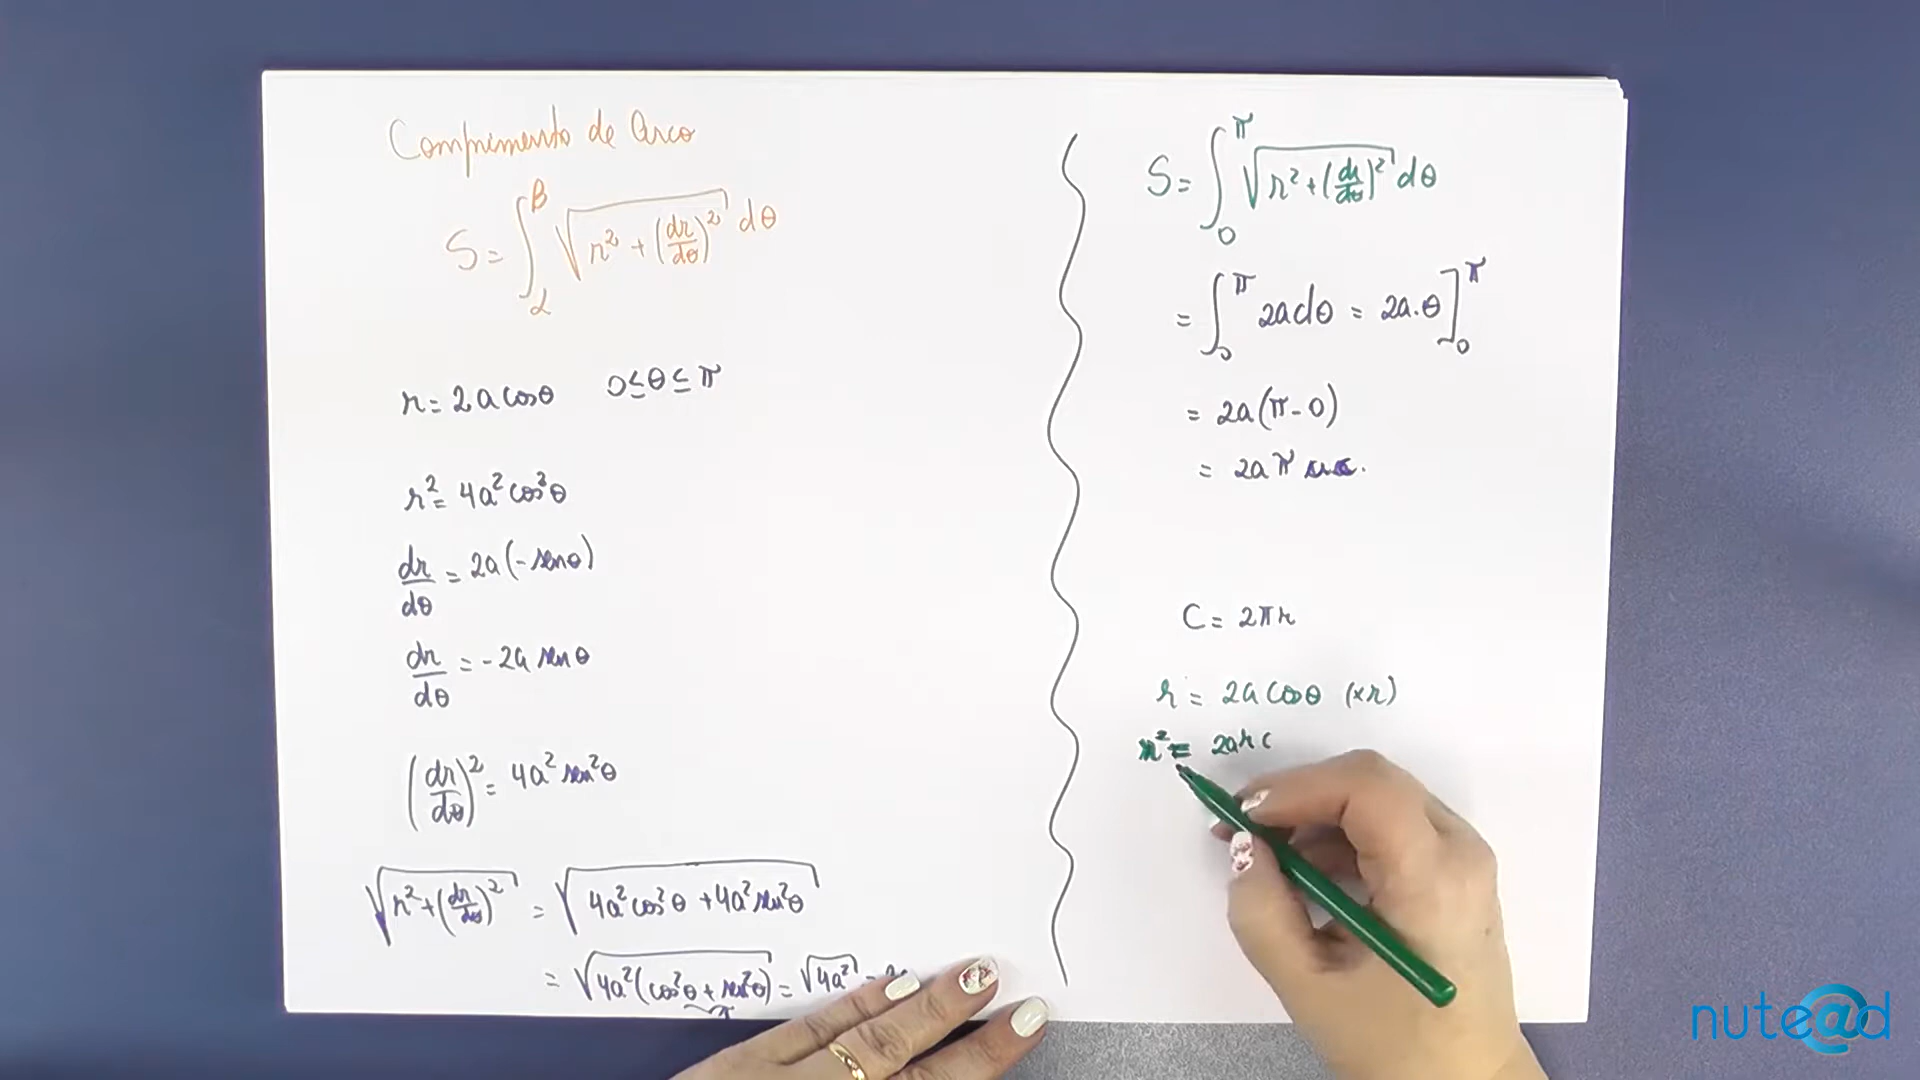 Comprimento de Arco
S = ∫_α^β √(r² + (dr/dθ)²) dθ
r = 2a cosθ 0 ≤ θ ≤ π
r² = 4a² cos²θ
dr/dθ = 2a(-senθ)
dr/dθ = -2a senθ
(dr/dθ)² = 4a² sen²θ
√(r² + (dr/dθ)²) = √(4a² cos²θ + 4a² sen²θ)
= √(4a²(cos²θ + sen²θ)) = √(4a²) =
S = ∫_0^π √(r² + (dr/dθ)²) dθ
= ∫_0^π 2a dθ = 2a.θ]_0^π
= 2a(π - 0)
= 2aπ u.c.
C = 2πr
r = 2a cosθ (×r)
r² = 2ar c
nute@d